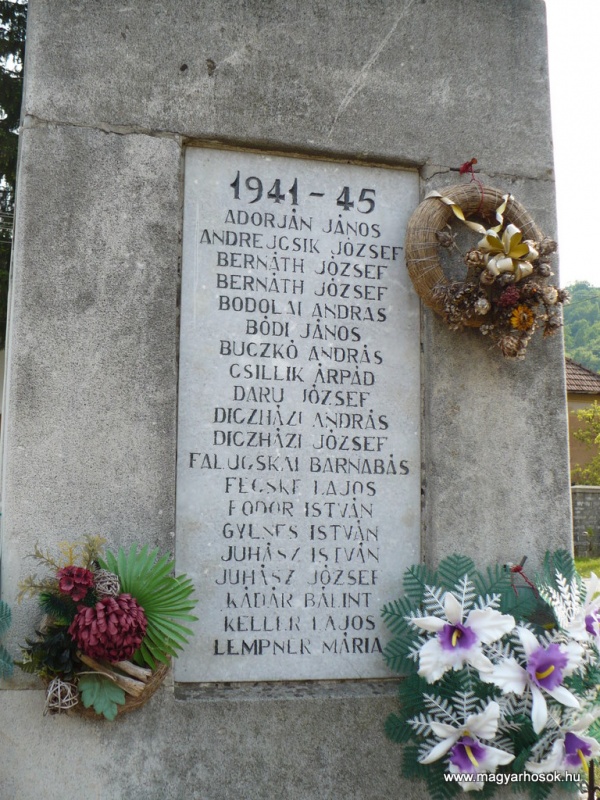 1941 - 45
ADORJÁN JÁNOS
ANDREJCSIK JÓZSEF
BERNÁTH JÓZSEF
BERNÁTH JÓZSEF
BODOLAI ANDRÁS
BÓDI JÁNOS
BUCZKÓ ANDRÁS
CSILLIK ÁRPÁD
DARU JÓZSEF
DICZHÁZI ANDRÁS
DICZHÁZI JÓZSEF
FALUCSKAI BARNABÁS
FECSKE LAJOS
FODOR ISTVÁN
GYENES ISTVÁN
JUHÁSZ ISTVÁN
JUHÁSZ JÓZSEF
KÁDÁR BÁLINT
KELLER LAJOS
LEMPNER MÁRIA
www.magyarhosok.hu